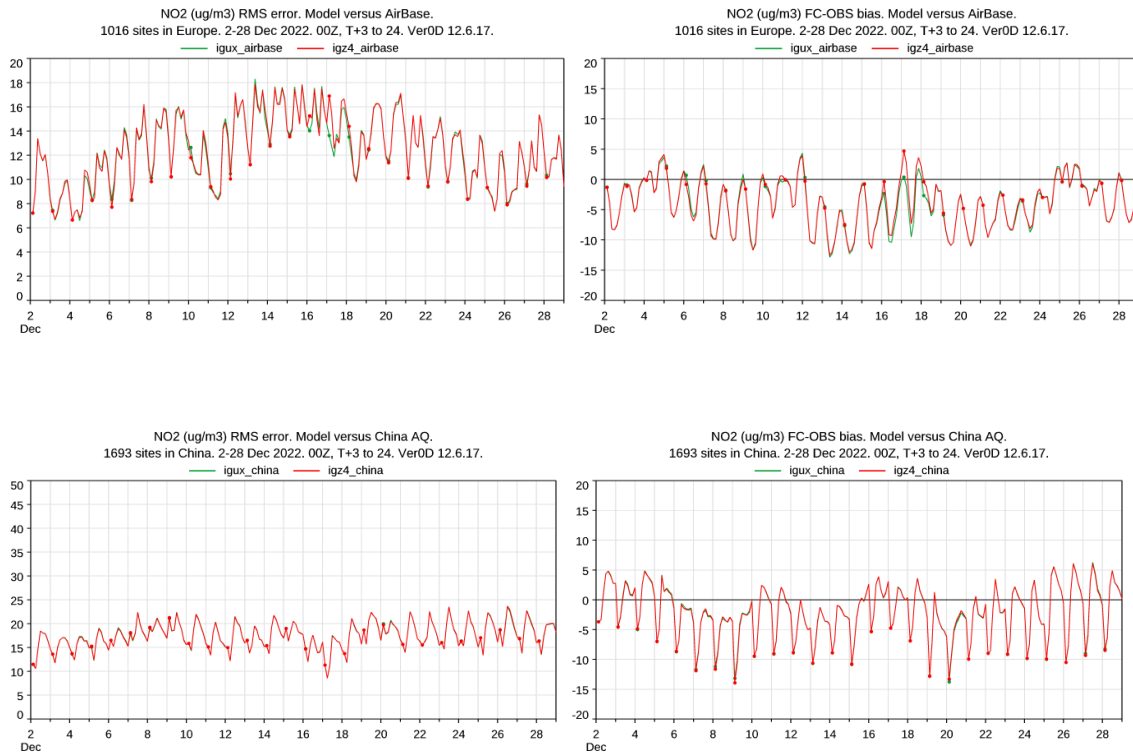 NO2 (ug/m3) RMS error. Model versus AirBase.
1016 sites in Europe. 2-28 Dec 2022. 00Z, T+3 to 24. Ver0D 12.6.17.
igux_airbase igz4_airbase
20
18
16
14
12
10
8
6
4
2
0
2 4 6 8 10 12 14 16 18 20 22 24 26 28
Dec
NO2 (ug/m3) FC-OBS bias. Model versus AirBase.
1016 sites in Europe. 2-28 Dec 2022. 00Z, T+3 to 24. Ver0D 12.6.17.
igux_airbase igz4_airbase
20
15
10
5
0
-5
-10
-15
-20
2 4 6 8 10 12 14 16 18 20 22 24 26 28
Dec
NO2 (ug/m3) RMS error. Model versus China AQ.
1693 sites in China. 2-28 Dec 2022. 00Z, T+3 to 24. Ver0D 12.6.17.
igux_china igz4_china
50
45
40
35
30
25
20
15
10
5
0
2 4 6 8 10 12 14 16 18 20 22 24 26 28
Dec
NO2 (ug/m3) FC-OBS bias. Model versus China AQ.
1693 sites in China. 2-28 Dec 2022. 00Z, T+3 to 24. Ver0D 12.6.17.
igux_china igz4_china
20
15
10
5
0
-5
-10
-15
-20
2 4 6 8 10 12 14 16 18 20 22 24 26 28
Dec